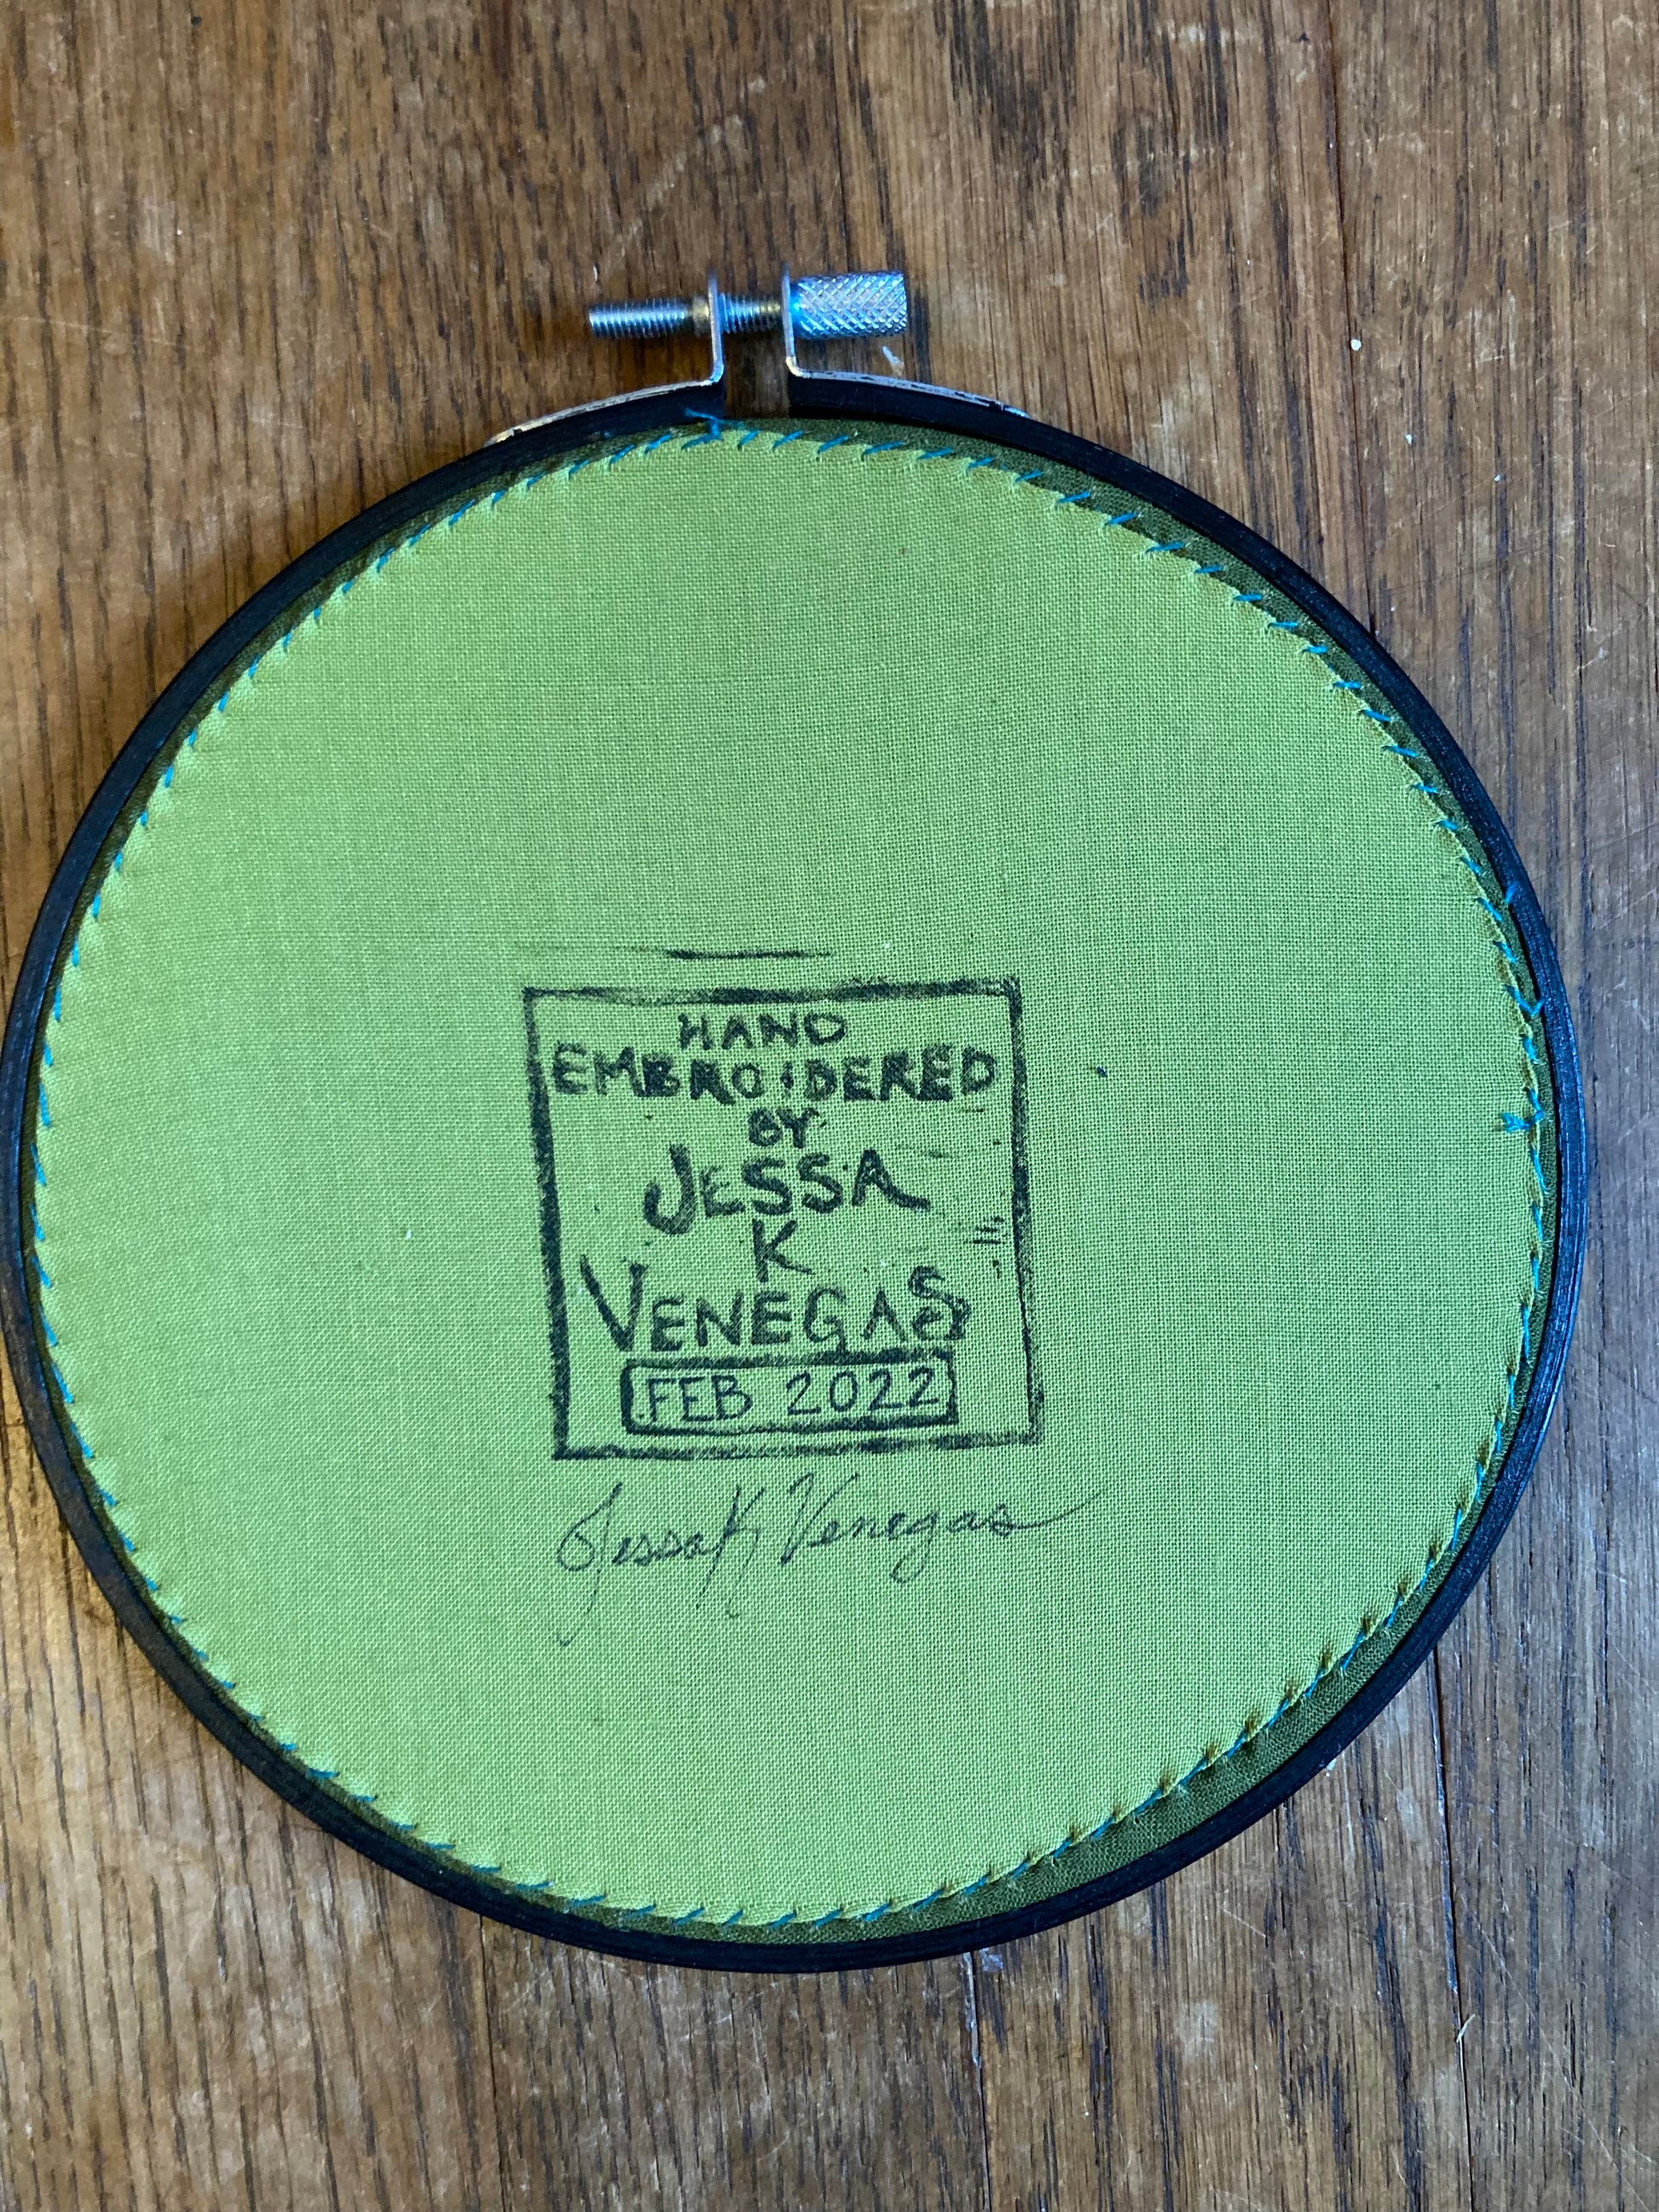 HAND
EMBROIDERED
BY
JESSA
K
VENEGAS
FEB 2022
Jessa K Venegas